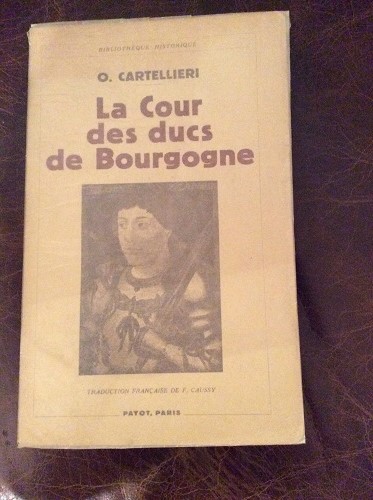 BIBLIOTHÈQUE HISTORIQUE
O. CARTELLIERI
La Cour
des ducs
de Bourgogne
TRADUCTION FRANÇAISE DE F. CAUSSY
PAYOT, PARIS